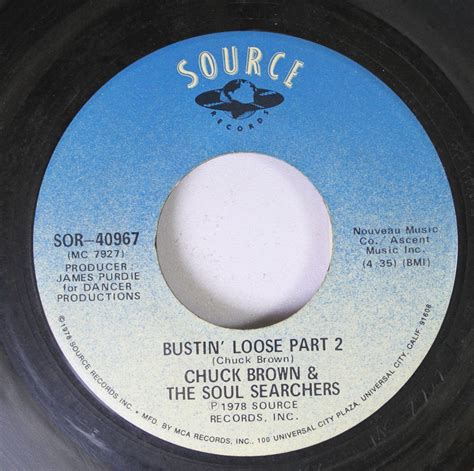 SOURCE
RECORDS
SOR-40967
(MC 7927)
PRODUCER
JAMES PURDIE
for DANCER
PRODUCTIONS
Nouveau Music
Co./Ascent
Music Inc.
(4:35) (BMI)
BUSTIN' LOOSE PART 2
(Chuck Brown)
CHUCK BROWN &
THE SOUL SEARCHERS
℗ 1978 SOURCE
RECORDS, INC.
©1978 SOURCE RECORDS, INC. • MFG. BY MCA RECORDS, INC., 100 UNIVERSAL CITY PLAZA, UNIVERSAL CITY, CALIF. 91608